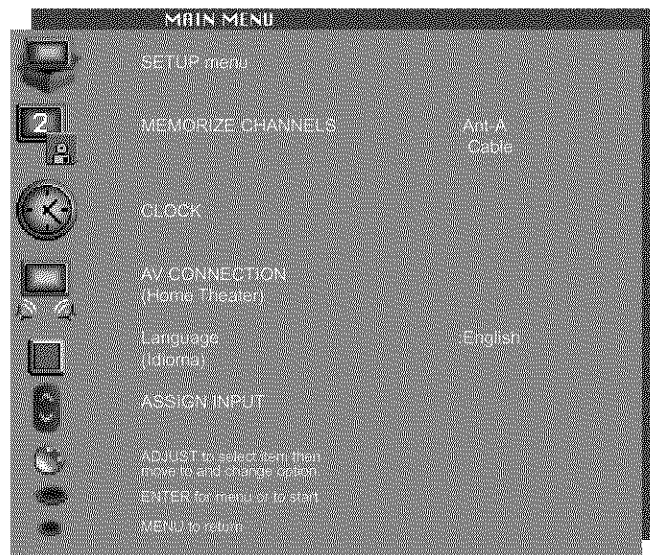 MAIN MENU
SETUP menu
2
MEMORIZE CHANNELS Ant-A
Cable
CLOCK
AV CONNECTION
(Home Theater)
Language :English
(Idioma)
ASSIGN INPUT
ADJUST to select item then
move to and change option
ENTER for menu or to start
MENU to return